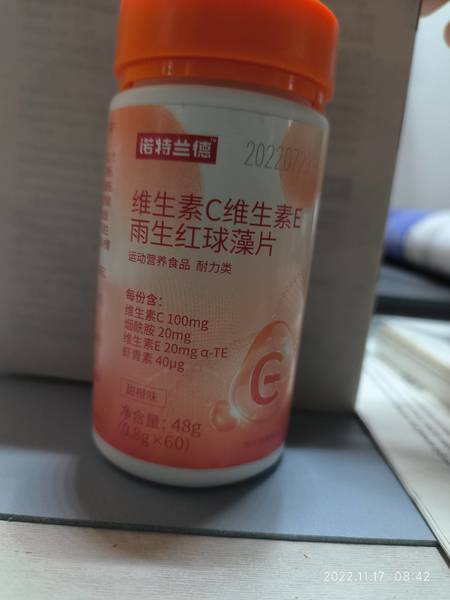 诺特兰德
2022072
维生素C维生素E
雨生红球藻片
运动营养食品 耐力类
每份含：
维生素C 100mg
烟酰胺 20mg
维生素E 20mg α-TE
虾青素 40μg
C
甜橙味
净含量：48g
(0.8g×60)
2022.11.17 08:42